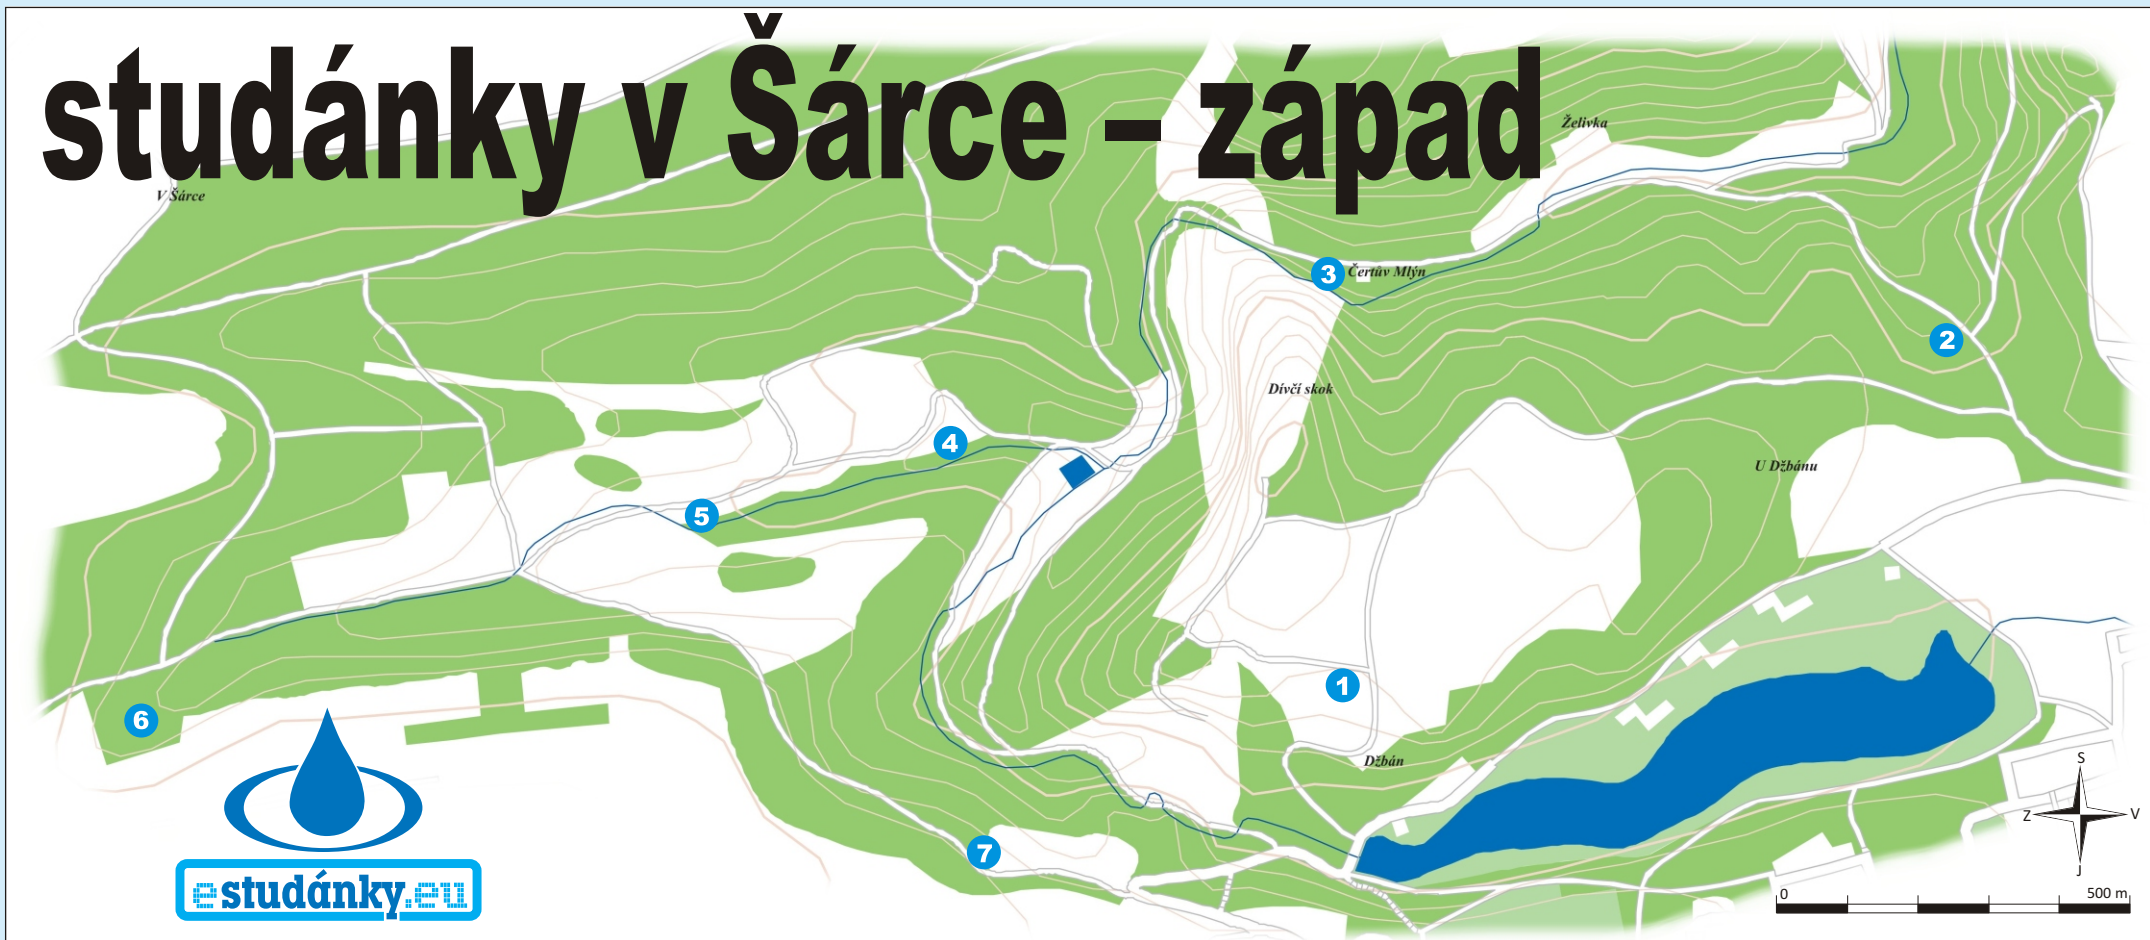 studánky v Šárce – západ
Želivka
V Šárce
3
Čertův Mlýn
2
Dívčí skok
4
U Džbánu
5
1
6
Džbán
S
Z
V
J
7
estudánky.eu
0
500 m